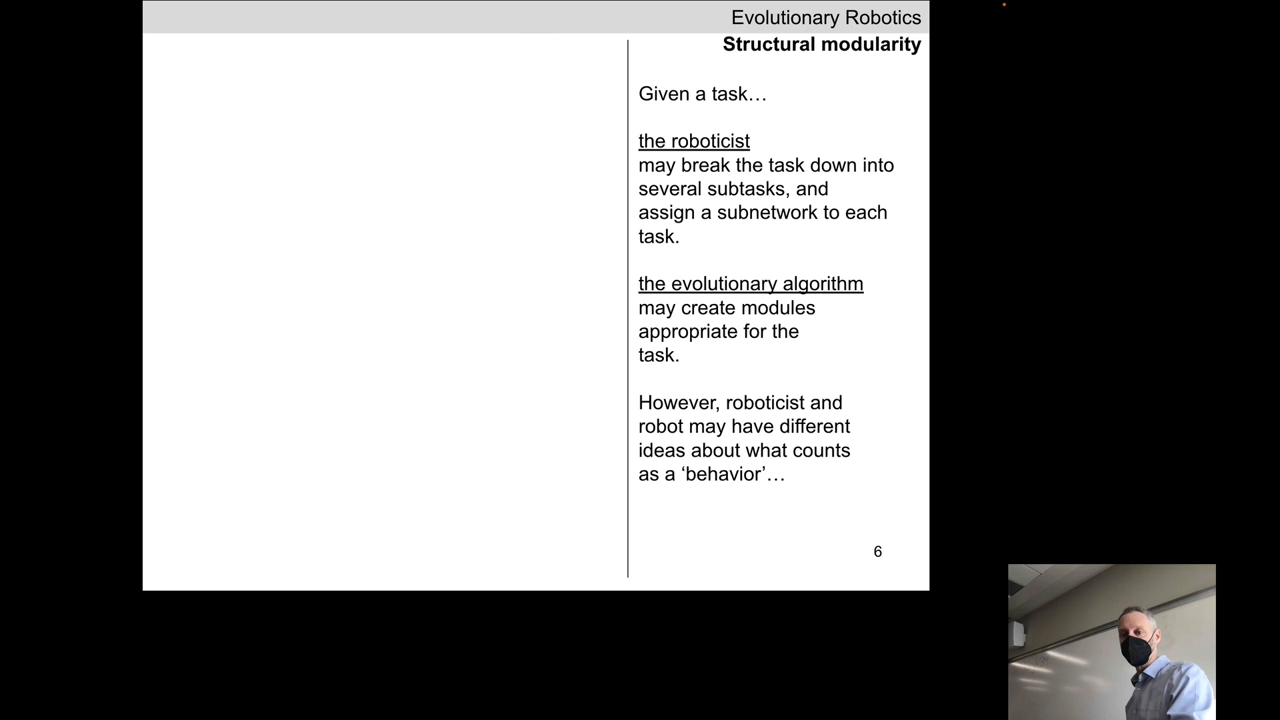 Evolutionary Robotics
Structural modularity
Given a task…
the roboticist
may break the task down into
several subtasks, and
assign a subnetwork to each
task.
the evolutionary algorithm
may create modules
appropriate for the
task.
However, roboticist and
robot may have different
ideas about what counts
as a ‘behavior’…
6